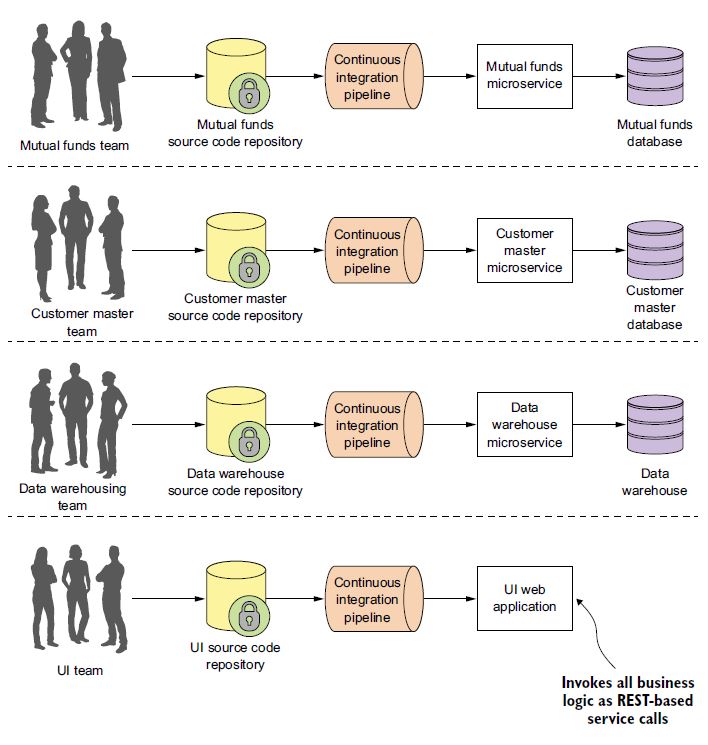 Mutual funds team
Mutual funds
source code repository
Continuous
integration
pipeline
Mutual funds
microservice
Mutual funds
database
Customer master
team
Customer master
source code repository
Continuous
integration
pipeline
Customer
master
microservice
Customer
master
database
Data warehousing
team
Data warehouse
source code repository
Continuous
integration
pipeline
Data
warehouse
microservice
Data
warehouse
UI team
UI source code
repository
Continuous
integration
pipeline
UI web
application
Invokes all business
logic as REST-based
service calls